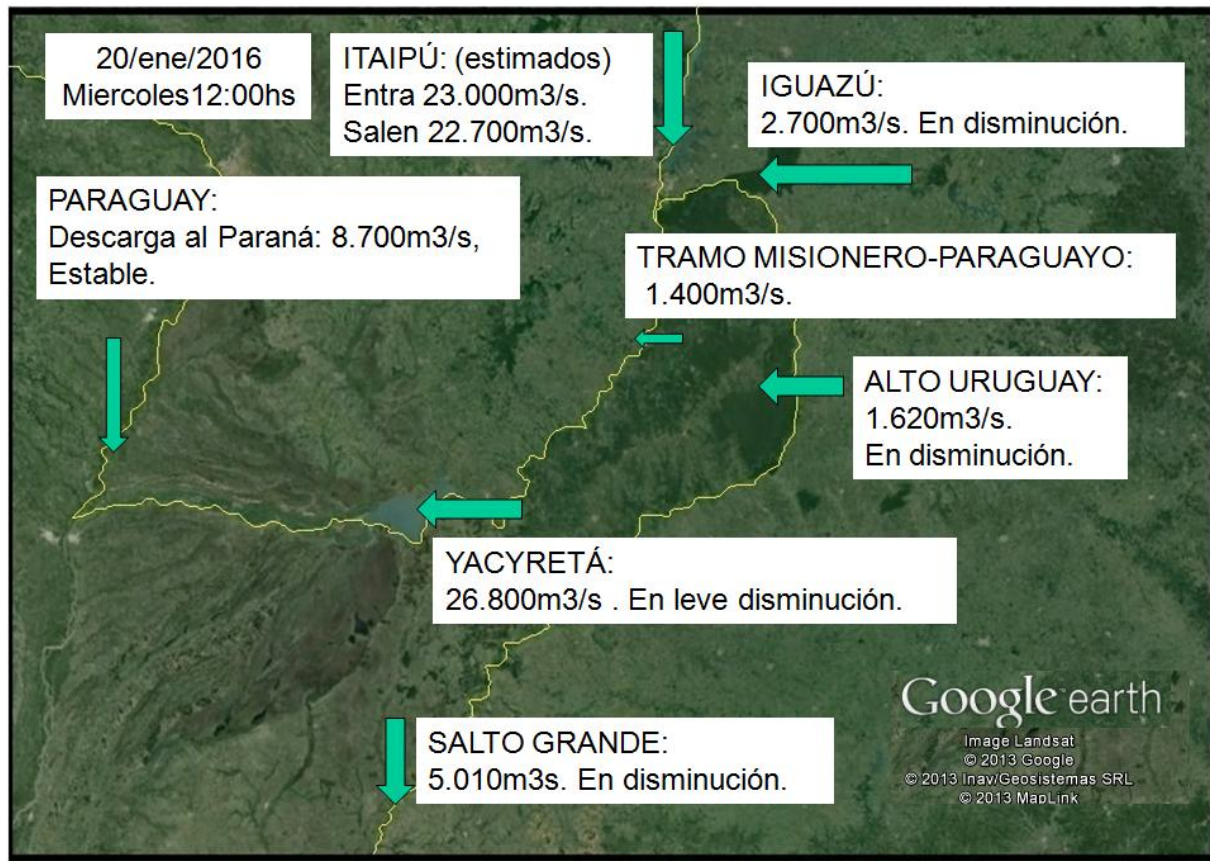 20/ene/2016
Miercoles12:00hs
ITAIPÚ: (estimados)
Entra 23.000m3/s.
Salen 22.700m3/s.
IGUAZÚ:
2.700m3/s. En disminución.
PARAGUAY:
Descarga al Paraná: 8.700m3/s,
Estable.
TRAMO MISIONERO-PARAGUAYO:
1.400m3/s.
ALTO URUGUAY:
1.620m3/s.
En disminución.
YACYRETÁ:
26.800m3/s . En leve disminución.
SALTO GRANDE:
5.010m3s. En disminución.
Google earth
Image Landsat
© 2013 Google
© 2013 Inav/Geosistemas SRL
© 2013 MapLink